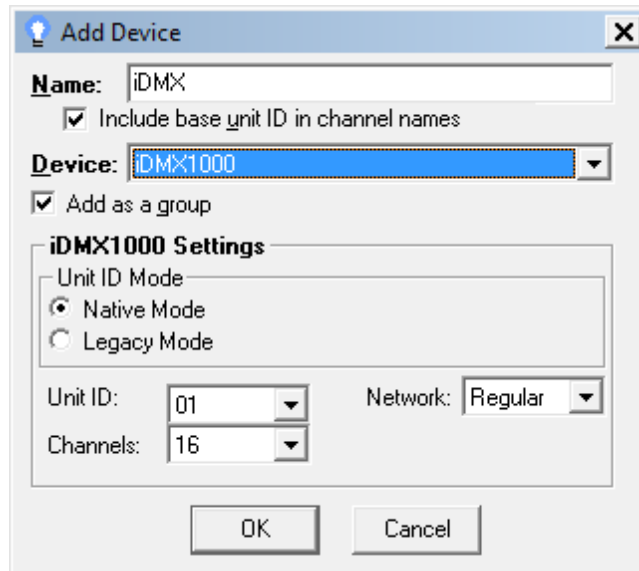 Add Device
Name: iDMX
Include base unit ID in channel names
Device: iDMX1000
Add as a group
iDMX1000 Settings
Unit ID Mode
Native Mode
Legacy Mode
Unit ID: 01 Network: Regular
Channels: 16
OK Cancel